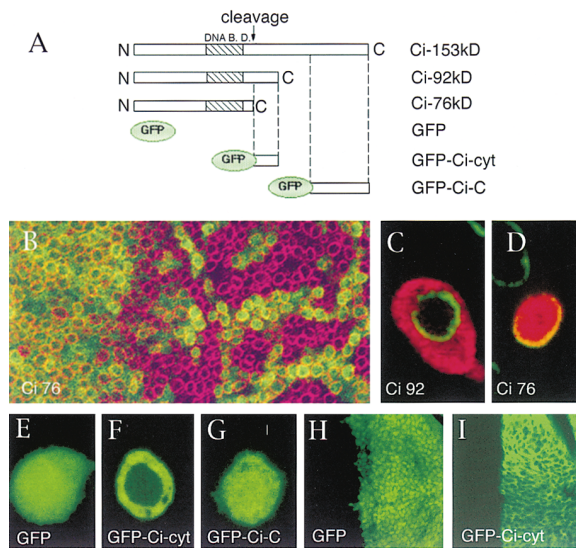 cleavage
A
DNA B. D.
N C Ci-153kD
N C Ci-92kD
N C Ci-76kD
GFP GFP
GFP GFP-Ci-cyt
GFP GFP-Ci-C
B C D
Ci 76 Ci 92 Ci 76
E F G H I
GFP GFP-Ci-cyt GFP-Ci-C GFP GFP-Ci-cyt